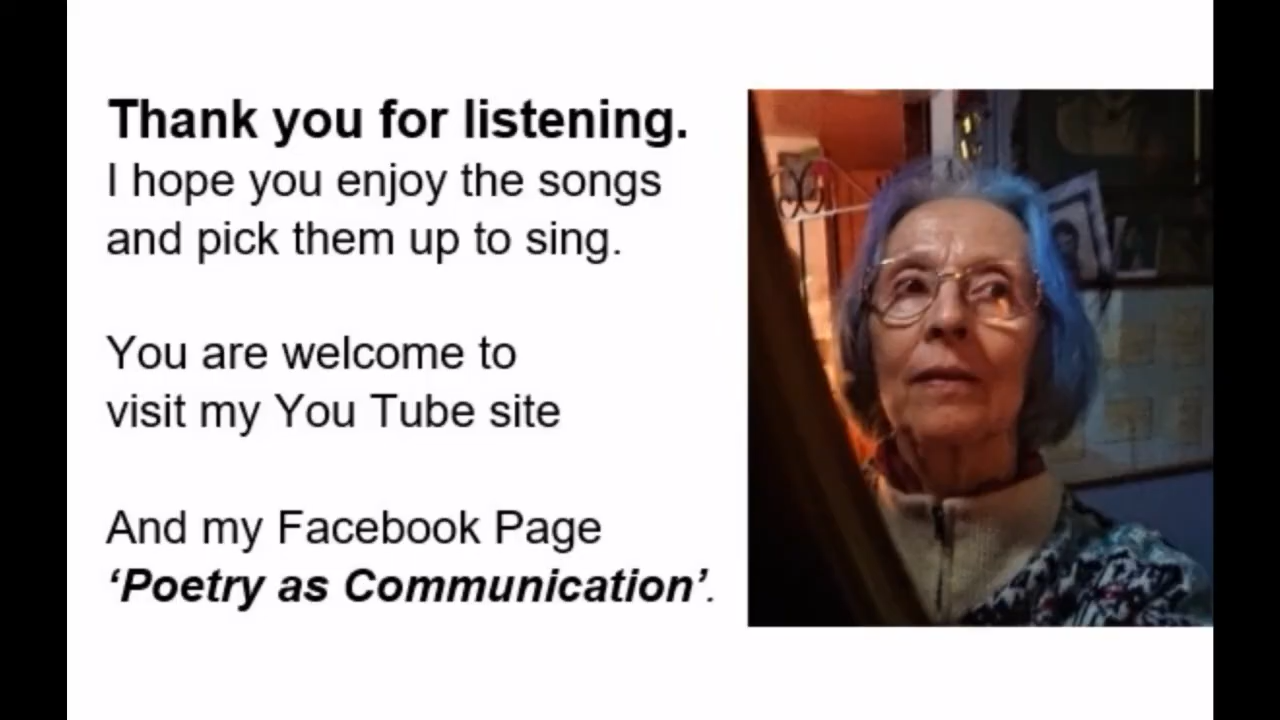 Thank you for listening.
I hope you enjoy the songs
and pick them up to sing.
You are welcome to
visit my You Tube site
And my Facebook Page
‘Poetry as Communication’.